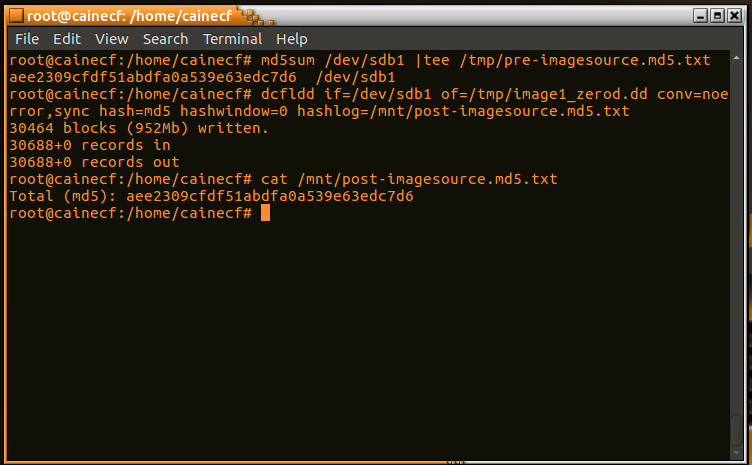 root@cainecf: /home/cainecf
File Edit View Search Terminal Help
root@cainecf:/home/cainecf# md5sum /dev/sdb1 |tee /tmp/pre-imagesource.md5.txt
aee2309cfdf51abdfa0a539e63edc7d6  /dev/sdb1
root@cainecf:/home/cainecf# dcfldd if=/dev/sdb1 of=/tmp/image1_zerod.dd conv=noe
rror,sync hash=md5 hashwindow=0 hashlog=/mnt/post-imagesource.md5.txt
30464 blocks (952Mb) written.
30688+0 records in
30688+0 records out
root@cainecf:/home/cainecf# cat /mnt/post-imagesource.md5.txt
Total (md5): aee2309cfdf51abdfa0a539e63edc7d6
root@cainecf:/home/cainecf#